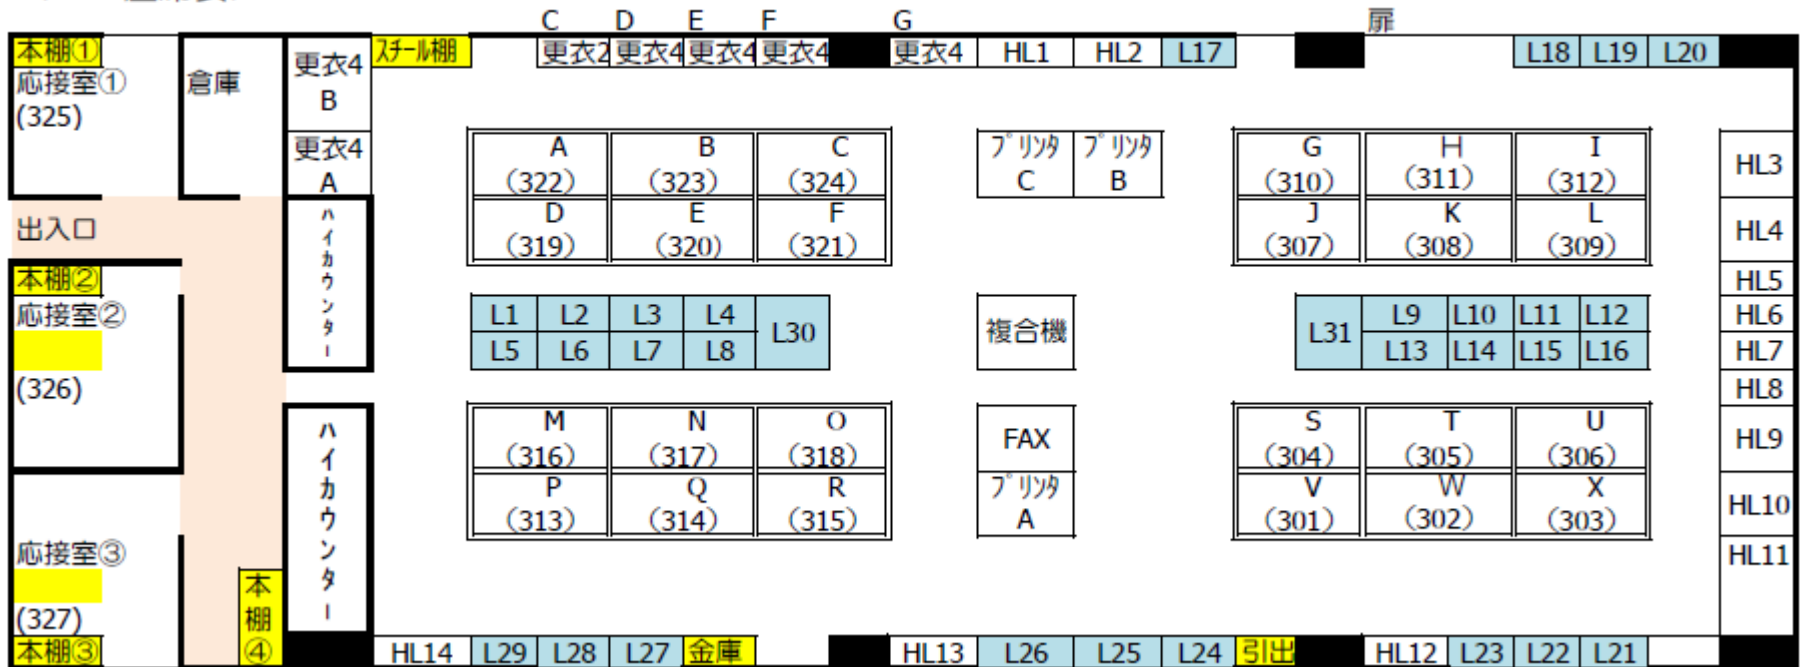 C D E F G 扉
本棚① 更衣4 ｽﾁｰﾙ棚 更衣2 更衣4 更衣4 更衣4 更衣4 HL1 HL2 L17 L18 L19 L20
応接室① 倉庫 B
(325)
更衣4 A B C ﾌﾟﾘﾝﾀ ﾌﾟﾘﾝﾀ G H I HL3
A (322) (323) (324) C B (310) (311) (312)
出入口 ハイカウンター D E F J K L HL4
(319) (320) (321) (307) (308) (309)
本棚② HL5
応接室② L1 L2 L3 L4 L30 複合機 L31 L9 L10 L11 L12 HL6
L5 L6 L7 L8 L13 L14 L15 L16 HL7
(326) HL8
ハイカウンター M N O FAX S T U HL9
(316) (317) (318) (304) (305) (306)
P Q R ﾌﾟﾘﾝﾀ V W X HL10
(313) (314) (315) A (301) (302) (303)
応接室③ HL11
(327) 本棚④
本棚③ HL14 L29 L28 L27 金庫 HL13 L26 L25 L24 引出 HL12 L23 L22 L21